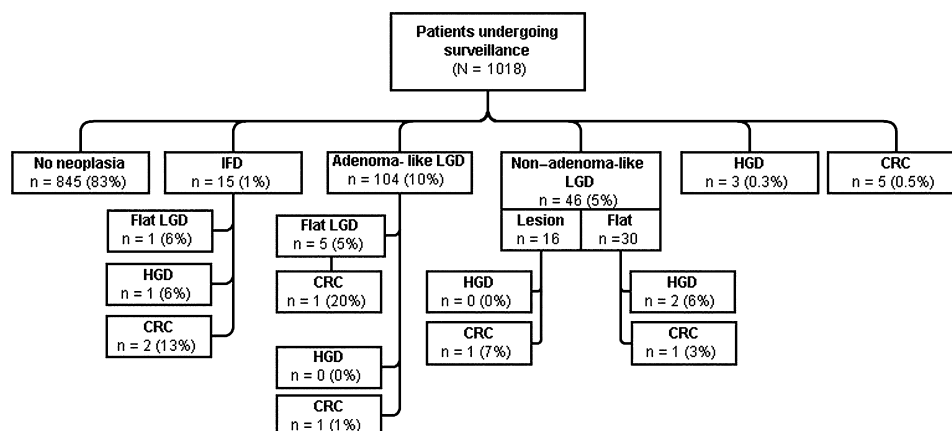 Patients undergoing
surveillance
(N = 1018)
No neoplasia
n = 845 (83%)
IFD
n = 15 (1%)
Adenoma- like LGD
n = 104 (10%)
Non–adenoma-like
LGD
n = 46 (5%)
Lesion
n = 16
Flat
n =30
HGD
n = 3 (0.3%)
CRC
n = 5 (0.5%)
Flat LGD
n = 1 (6%)
HGD
n = 1 (6%)
CRC
n = 2 (13%)
Flat LGD
n = 5 (5%)
CRC
n = 1 (20%)
HGD
n = 0 (0%)
CRC
n = 1 (1%)
HGD
n = 0 (0%)
CRC
n = 1 (7%)
HGD
n = 2 (6%)
CRC
n = 1 (3%)